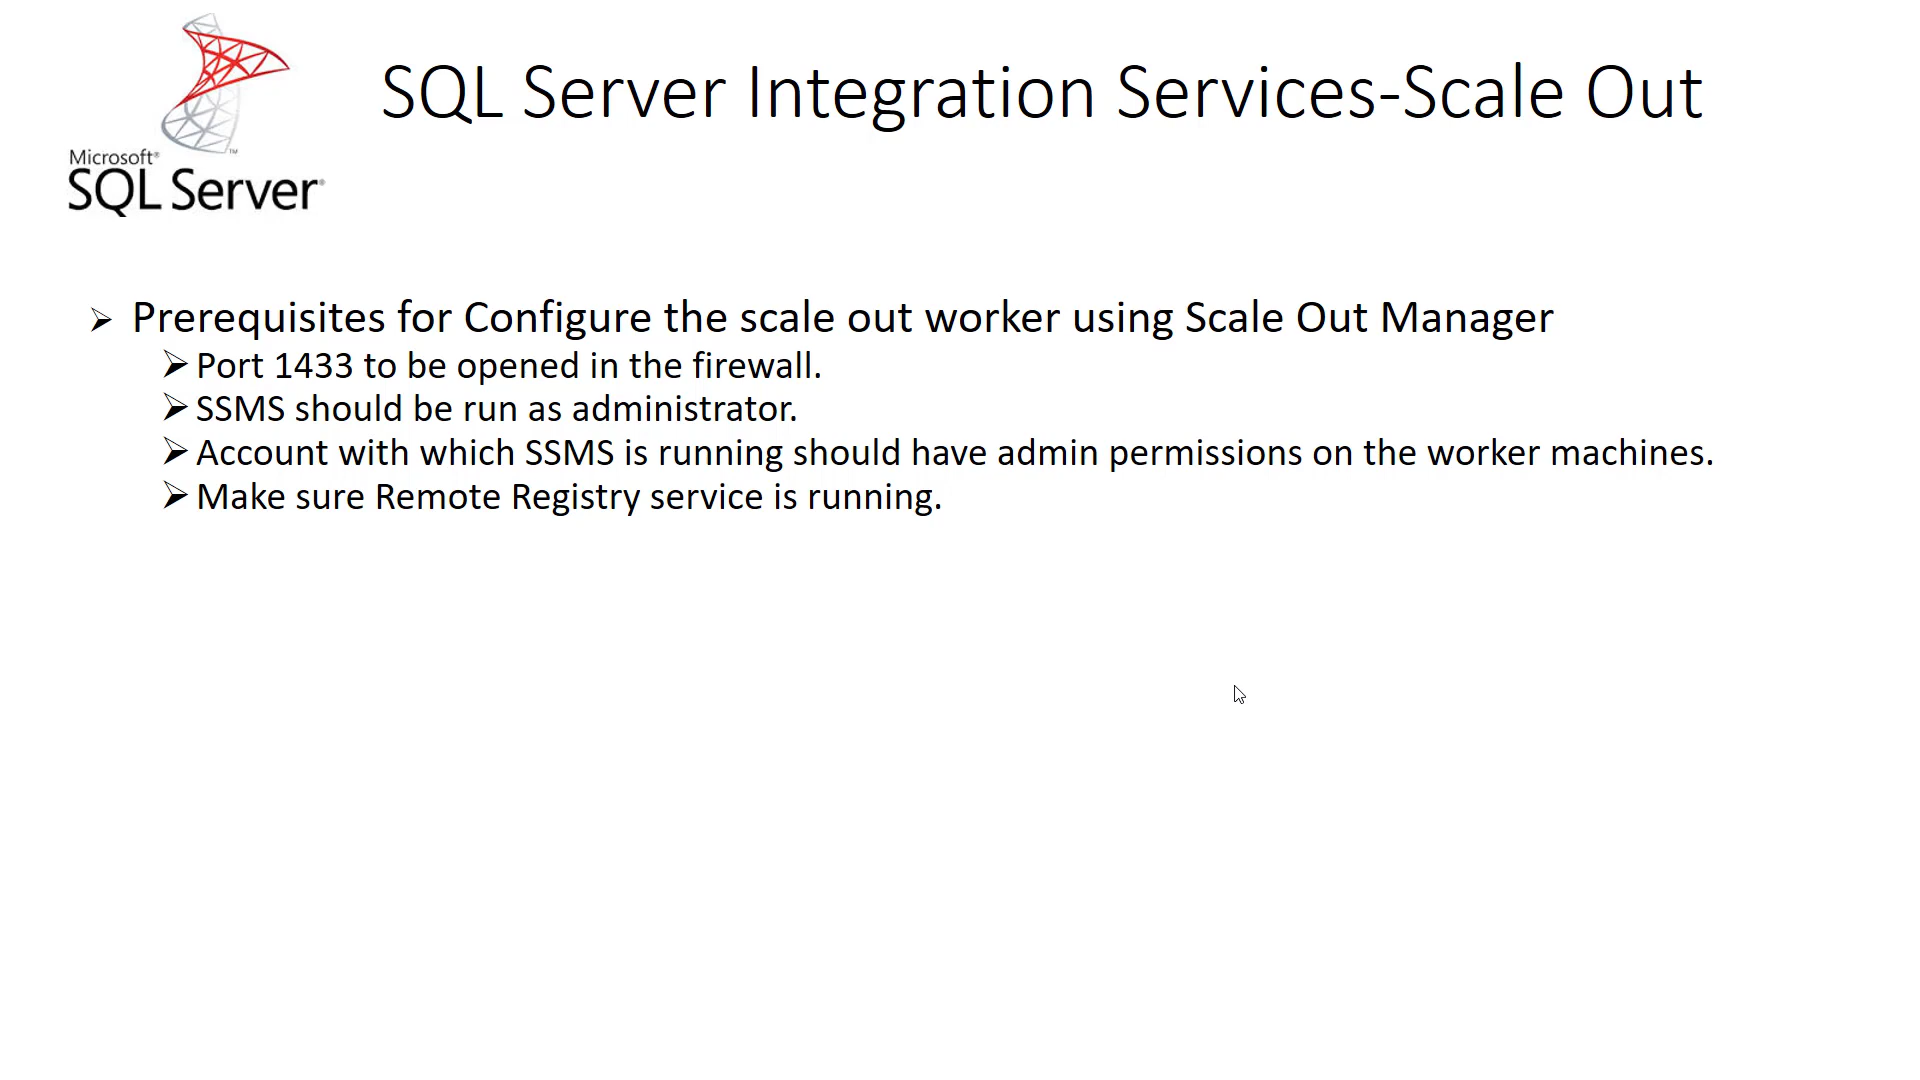 SQL Server Integration Services-Scale Out
Microsoft®
SQL Server®
™
➢ Prerequisites for Configure the scale out worker using Scale Out Manager
➢ Port 1433 to be opened in the firewall.
➢ SSMS should be run as administrator.
➢ Account with which SSMS is running should have admin permissions on the worker machines.
➢ Make sure Remote Registry service is running.